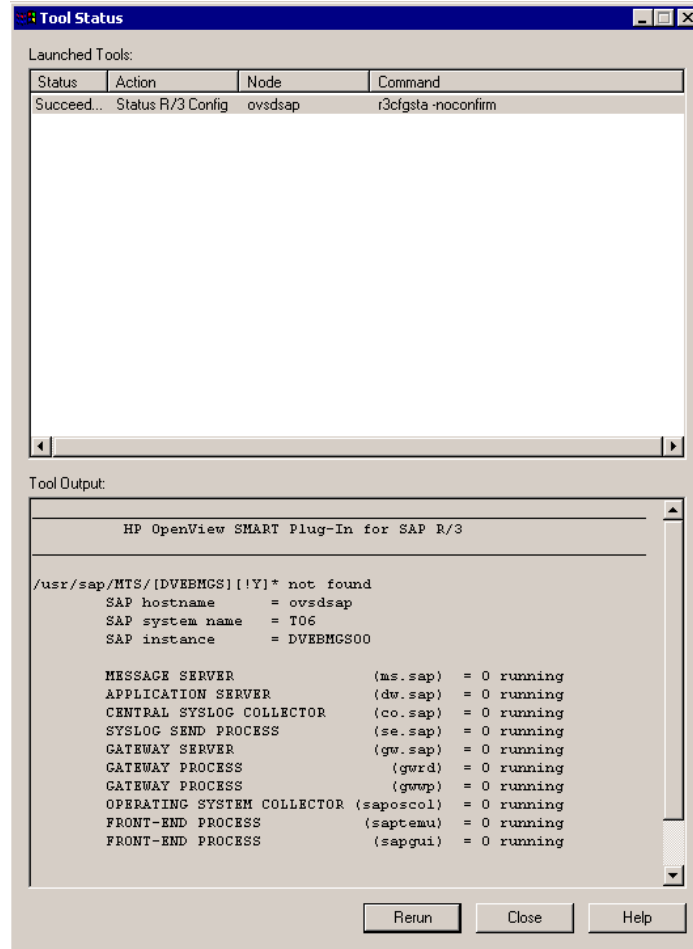 Tool Status
Launched Tools:
Status Action Node Command
Succeed... Status R/3 Config ovsdsap r3cfgsta -noconfirm
Tool Output:
HP OpenView SMART Plug-In for SAP R/3
/usr/sap/MTS/[DVEBMGS][!Y]* not found
SAP hostname = ovsdsap
SAP system name = T06
SAP instance = DVEBMGS00
MESSAGE SERVER (ms.sap) = 0 running
APPLICATION SERVER (dw.sap) = 0 running
CENTRAL SYSLOG COLLECTOR (co.sap) = 0 running
SYSLOG SEND PROCESS (se.sap) = 0 running
GATEWAY SERVER (gw.sap) = 0 running
GATEWAY PROCESS (gwrd) = 0 running
GATEWAY PROCESS (gwwp) = 0 running
OPERATING SYSTEM COLLECTOR (saposcol) = 0 running
FRONT-END PROCESS (saptemu) = 0 running
FRONT-END PROCESS (sapgui) = 0 running
Rerun Close Help